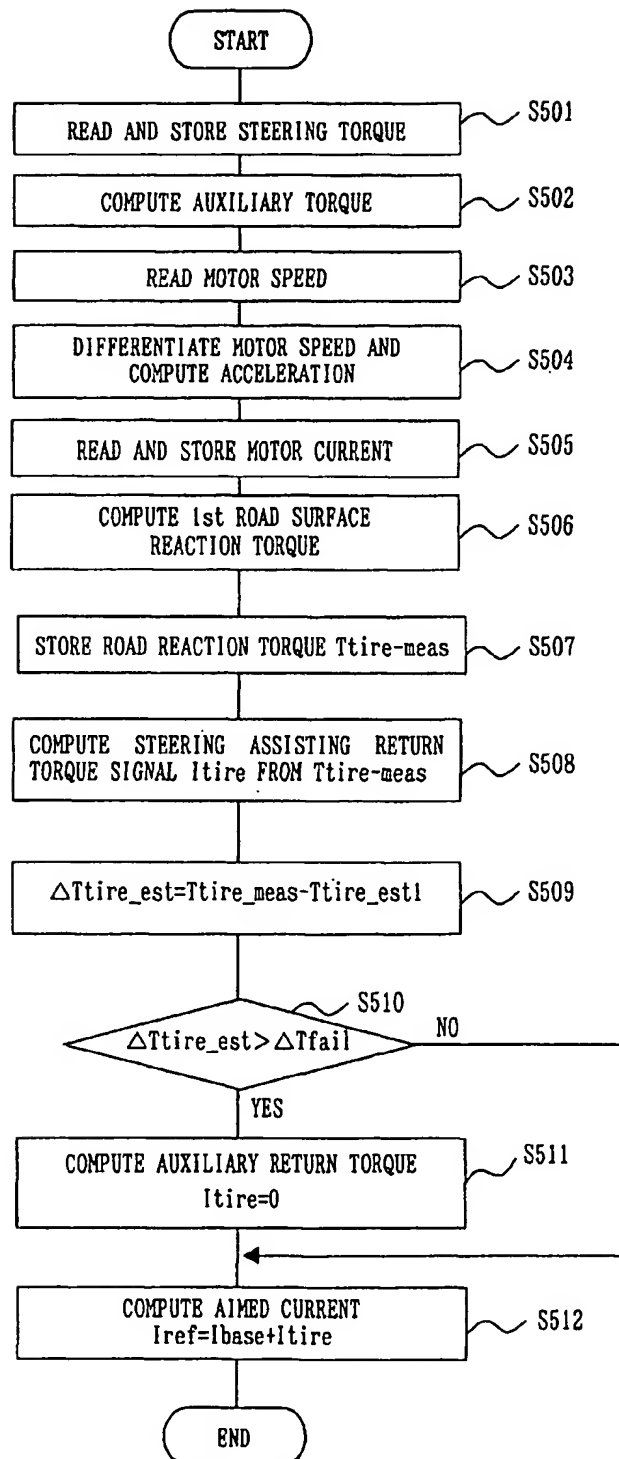 START
READ AND STORE STEERING TORQUE
S501
COMPUTE AUXILIARY TORQUE
S502
READ MOTOR SPEED
S503
DIFFERENTIATE MOTOR SPEED AND
COMPUTE ACCELERATION
S504
READ AND STORE MOTOR CURRENT
S505
COMPUTE 1st ROAD SURFACE
REACTION TORQUE
S506
STORE ROAD REACTION TORQUE Ttire-meas
S507
COMPUTE STEERING ASSISTING RETURN
TORQUE SIGNAL Itire FROM Ttire-meas
S508
△Ttire_est=Ttire_meas-Ttire_est1
S509
S510
△Ttire_est>△Tfail
NO
YES
COMPUTE AUXILIARY RETURN TORQUE
Itire=0
S511
COMPUTE AIMED CURRENT
Iref=Ibase+Itire
S512
END